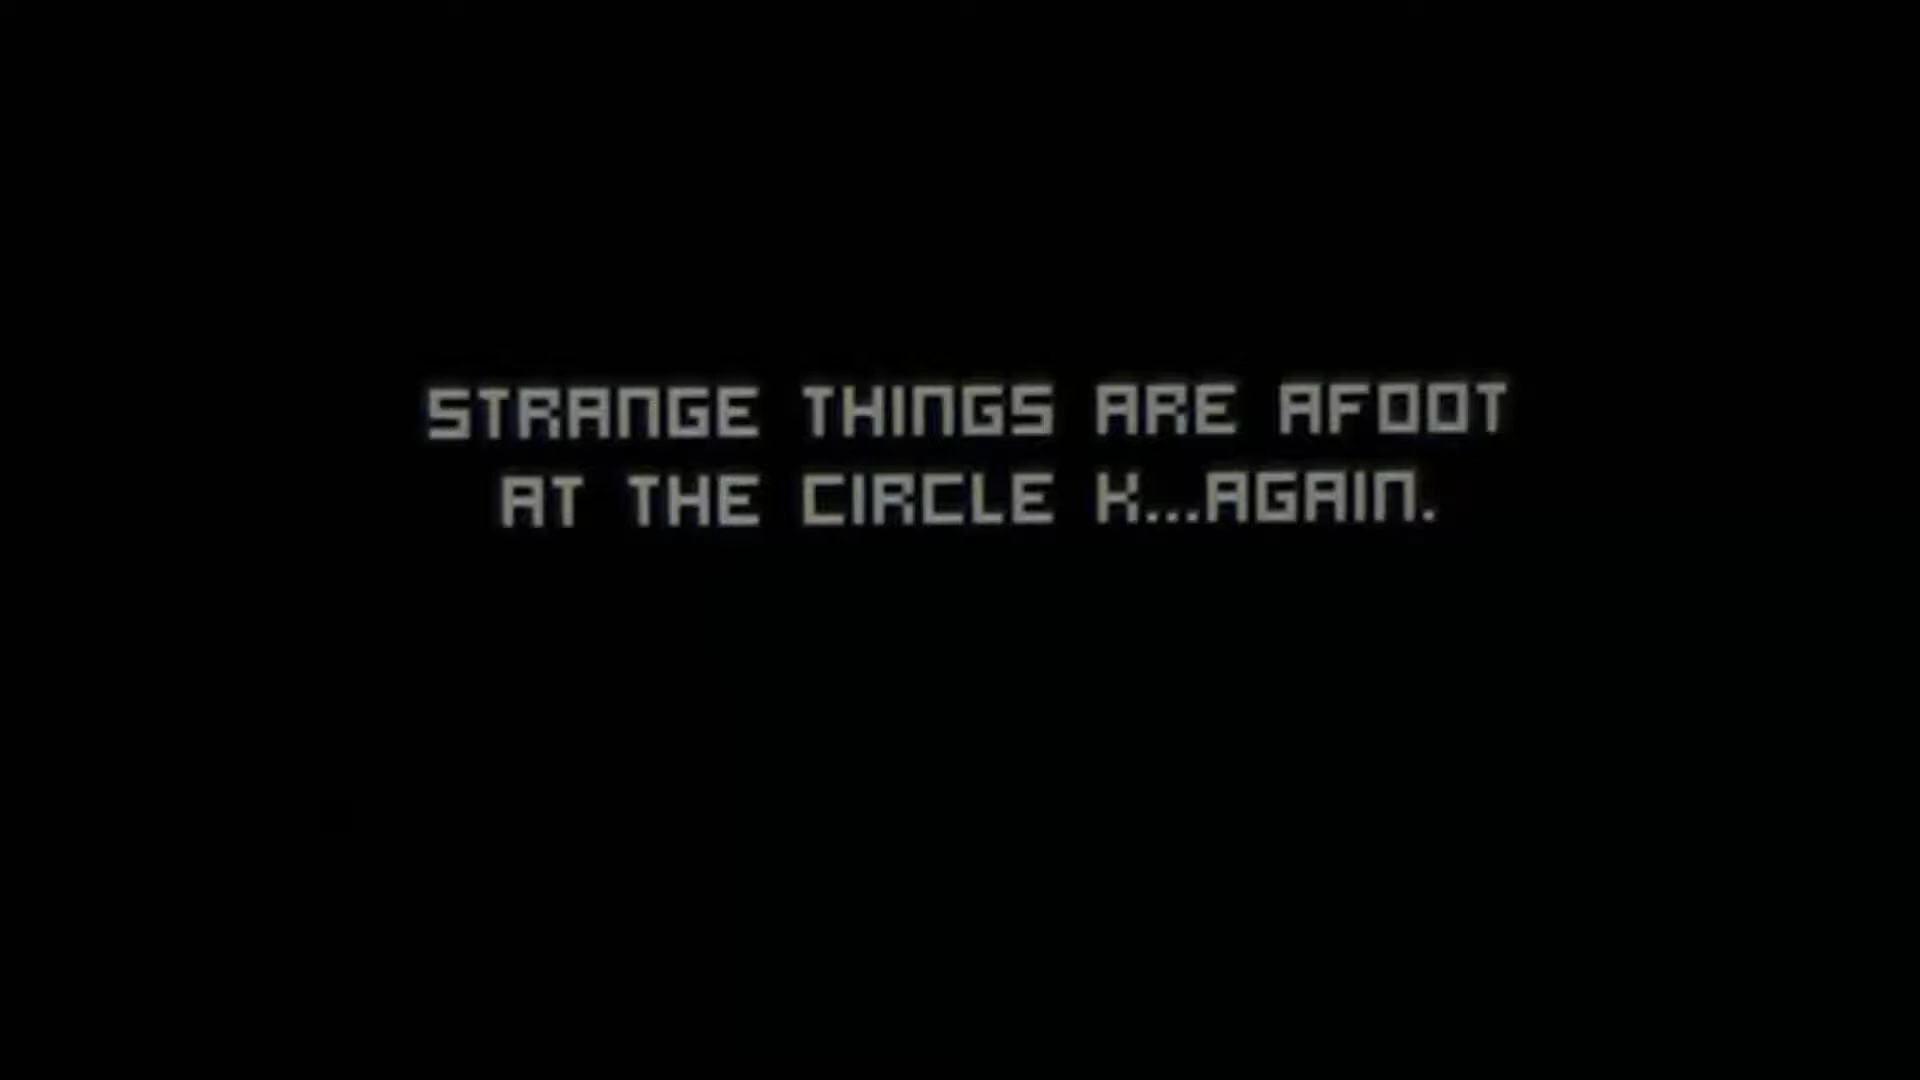 STRANGE THINGS ARE AFOOT
AT THE CIRCLE K...AGAIN.